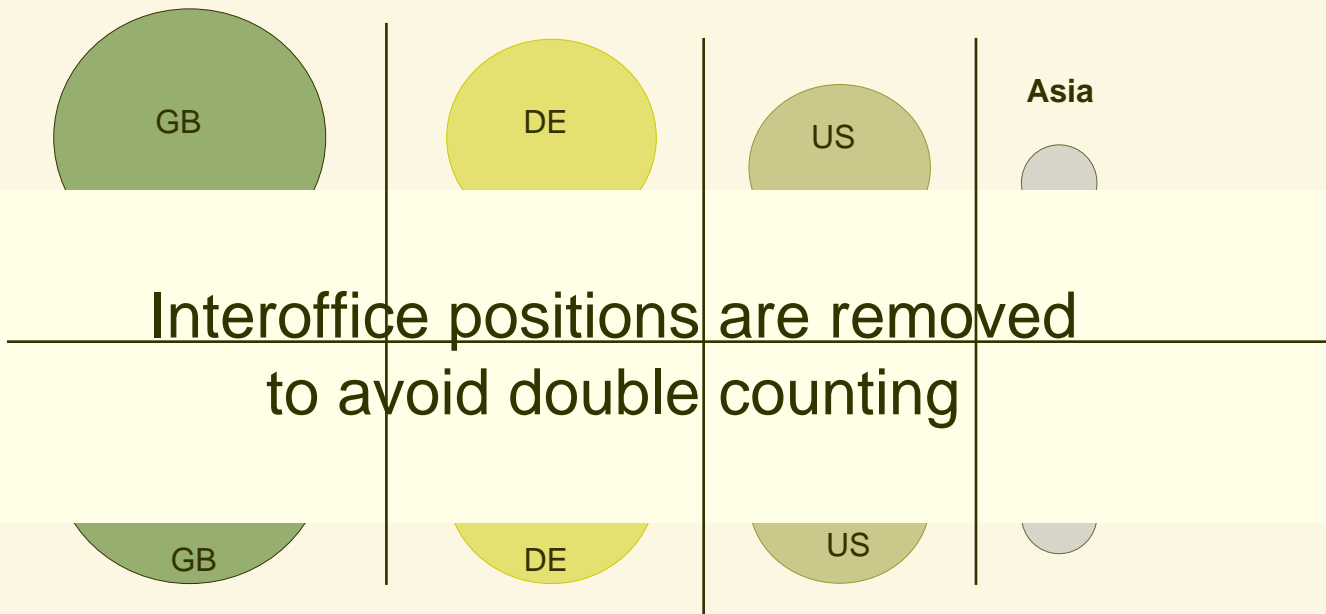 GB
DE
US
Asia
Interoffice positions are removed
to avoid double counting
GB
DE
US